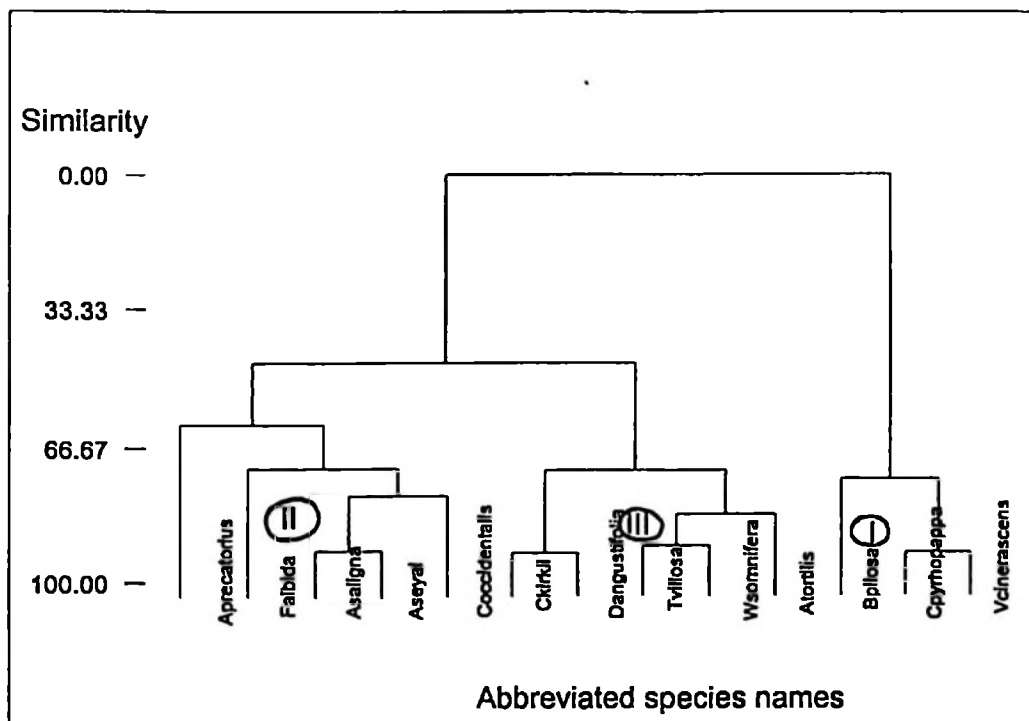 Similarity
0.00
33.33
66.67
100.00
Aprecatorius
Falbida
Asaligna
Aseyal
Coccidentalis
Ckirkii
Dangustifolia
Tvillosa
Wsomnifera
Atortilis
Bpilosa
Cpyrrhopappa
Vcinerascens
II
III
I
Abbreviated species names